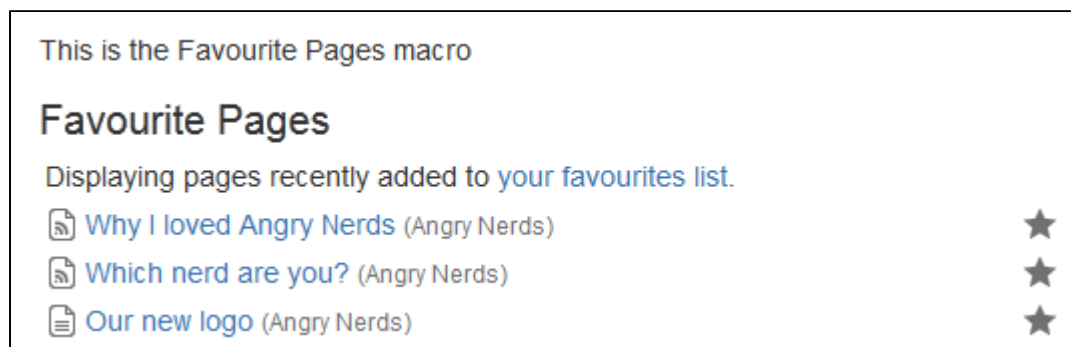 This is the Favourite Pages macro
Favourite Pages
Displaying pages recently added to your favourites list.
Why I loved Angry Nerds (Angry Nerds)
Which nerd are you? (Angry Nerds)
Our new logo (Angry Nerds)